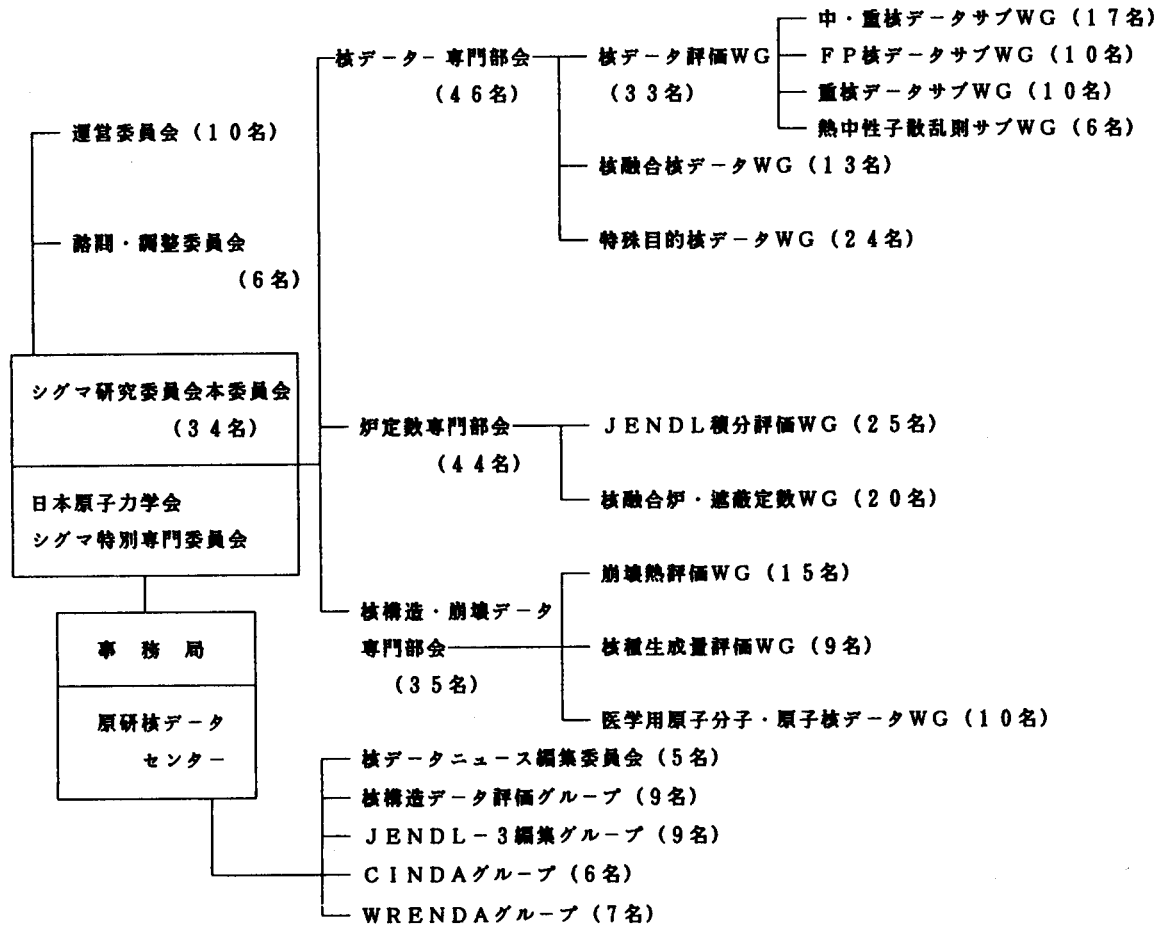 中・重核データサブWG(17名)
核データ−専門部会
核データ評価WG
FP核データサブWG(10名)
(46名)
(33名)
重核データサブWG(10名)
運営委員会(10名)
熱中性子散乱則サブWG(6名)
核融合核データWG(13名)
諮問・調整委員会
(6名)
特殊目的核データWG(24名)
シグマ研究委員会本委員会
(34名)
炉定数専門部会
(44名)
JENDL積分評価WG(25名)
日本原子力学会
シグマ特別専門委員会
核融合炉・遮蔽定数WG(20名)
崩壊熱評価WG(15名)
核構造・崩壊データ
専門部会
(35名)
核種生成量評価WG(9名)
事務局
原研核データ
センター
医学用原子分子・原子核データWG(10名)
核データニュース編集委員会(5名)
核構造データ評価グループ(9名)
JENDL−3編集グループ(9名)
CINDAグループ(6名)
WRENDAグループ(7名)